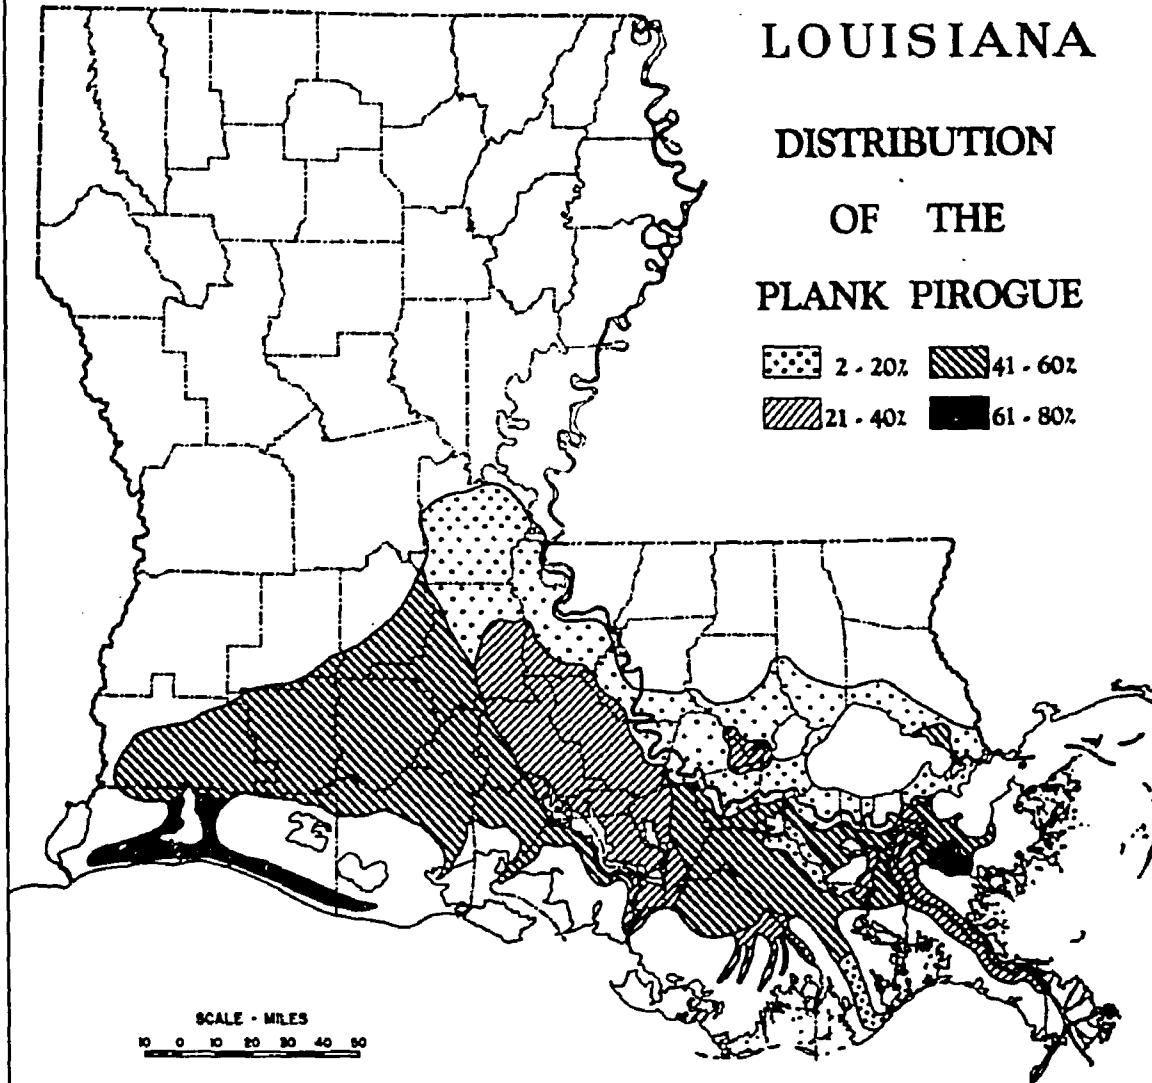 LOUISIANA
DISTRIBUTION
OF THE
PLANK PIROGUE
2 - 20%
41 - 60%
21 - 40%
61 - 80%
SCALE - MILES
10 0 10 20 30 40 50